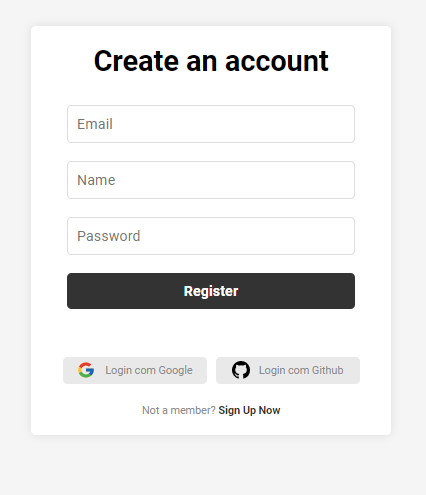 Create an account
Email
Name
Password
Register
Login com Google Login com Github
Not a member? Sign Up Now